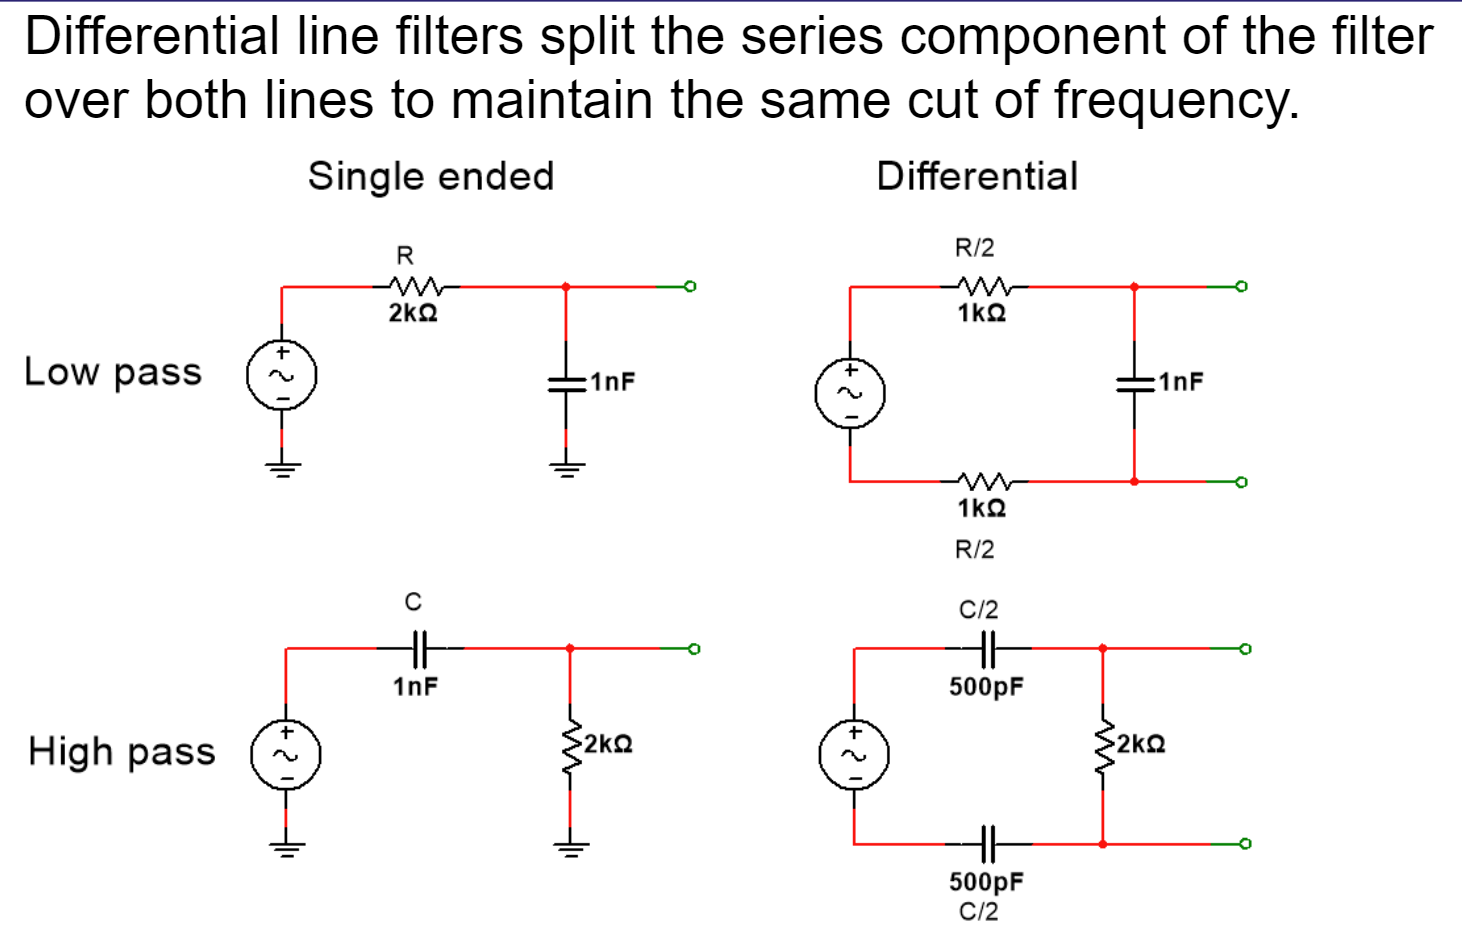 Differential line filters split the series component of the filter
over both lines to maintain the same cut of frequency.
Single ended
Differential
R
2kΩ
R/2
1kΩ
Low pass
+
~
−
1nF
+
~
−
1nF
1kΩ
R/2
C
1nF
C/2
500pF
High pass
+
~
−
2kΩ
+
~
−
2kΩ
500pF
C/2